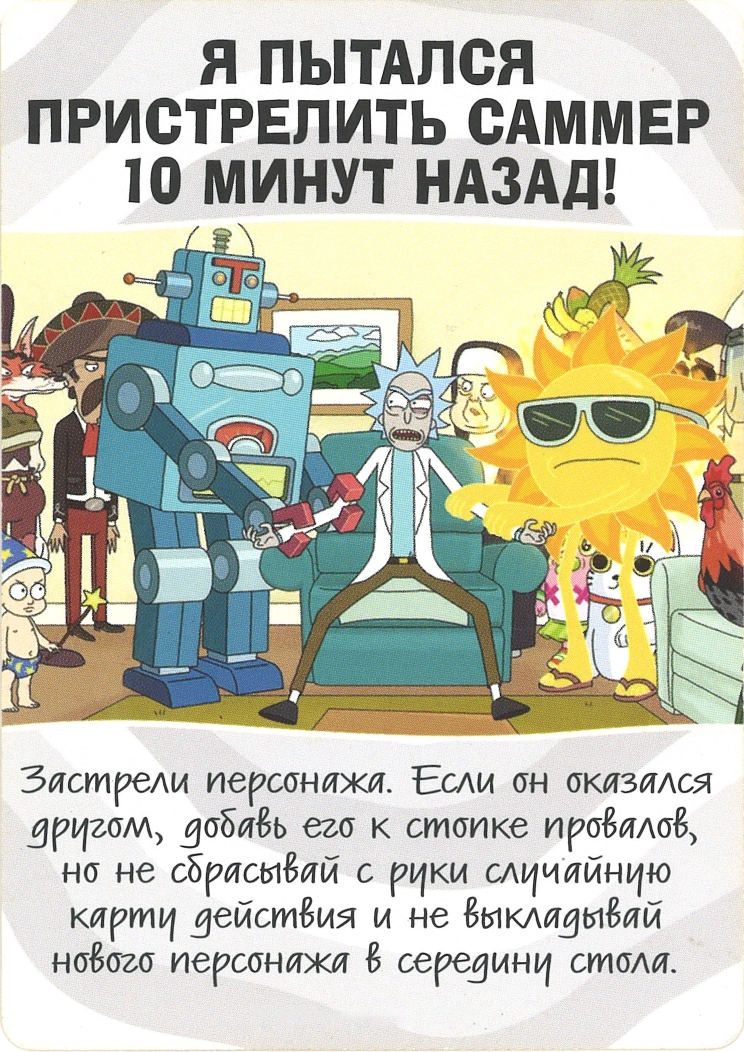 Я ПЫТАЛСЯ
ПРИСТРЕЛИТЬ САММЕР
10 МИНУТ НАЗАД!
Застрели персонажа. Если он оказался
другом, добавь его к стопке провалов,
но не сбрасывай с руки случайную
карту действия и не выкладывай
нового персонажа в середину стола.